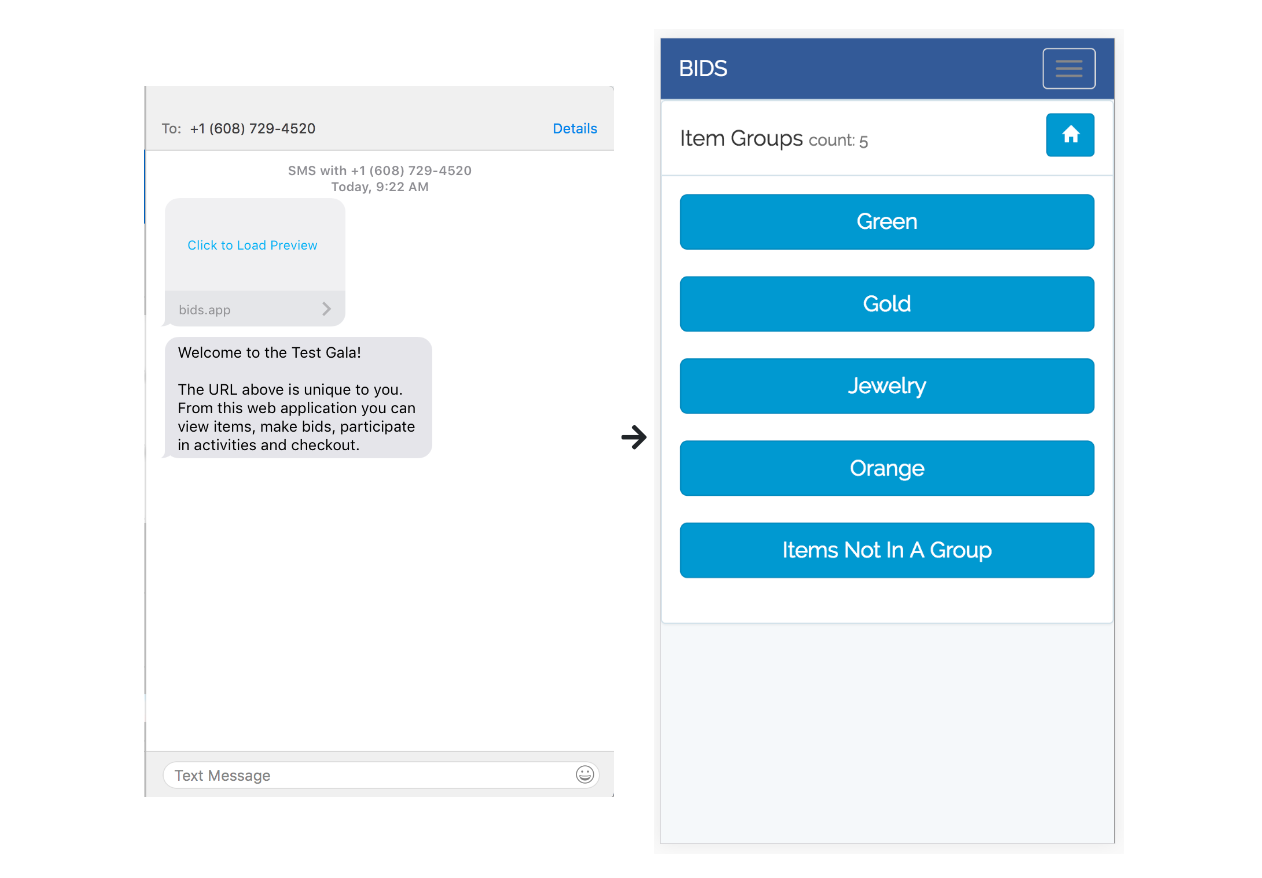 To: +1 (608) 729-4520
Details
SMS with +1 (608) 729-4520
Today, 9:22 AM
Click to Load Preview
bids.app
Welcome to the Test Gala!
The URL above is unique to you.
From this web application you can
view items, make bids, participate
in activities and checkout.
Text Message
BIDS
Item Groups count: 5
Green
Gold
Jewelry
Orange
Items Not In A Group